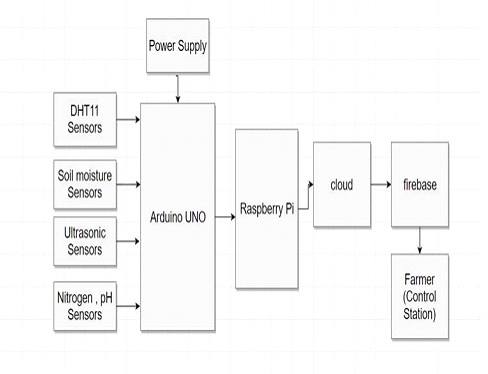 Power Supply
DHT11
Sensors
Soil moisture
Sensors
Ultrasonic
Sensors
Nitrogen , pH
Sensors
Arduino UNO
Raspberry Pi
cloud
firebase
Farmer
(Control
Station)